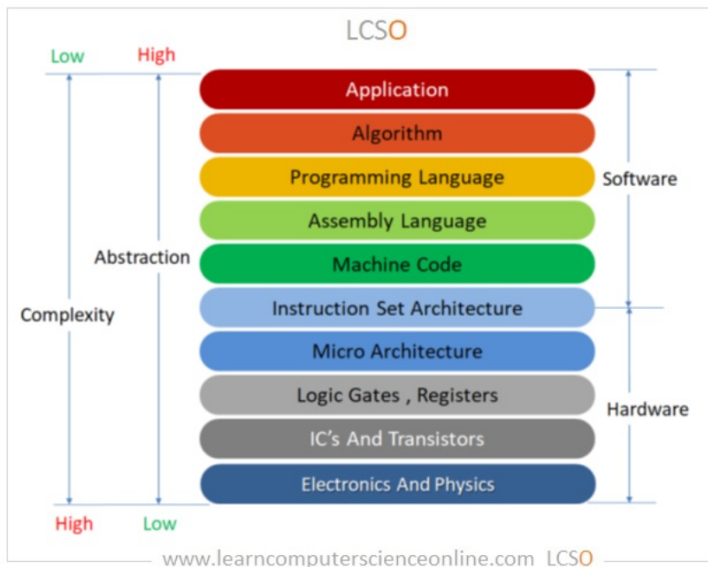 LCSO
Low
High
Application
Algorithm
Programming Language
Software
Assembly Language
Abstraction
Machine Code
Complexity
Instruction Set Architecture
Micro Architecture
Logic Gates , Registers
Hardware
IC's And Transistors
Electronics And Physics
High
Low
www.learncomputerscienceonline.com LCSO